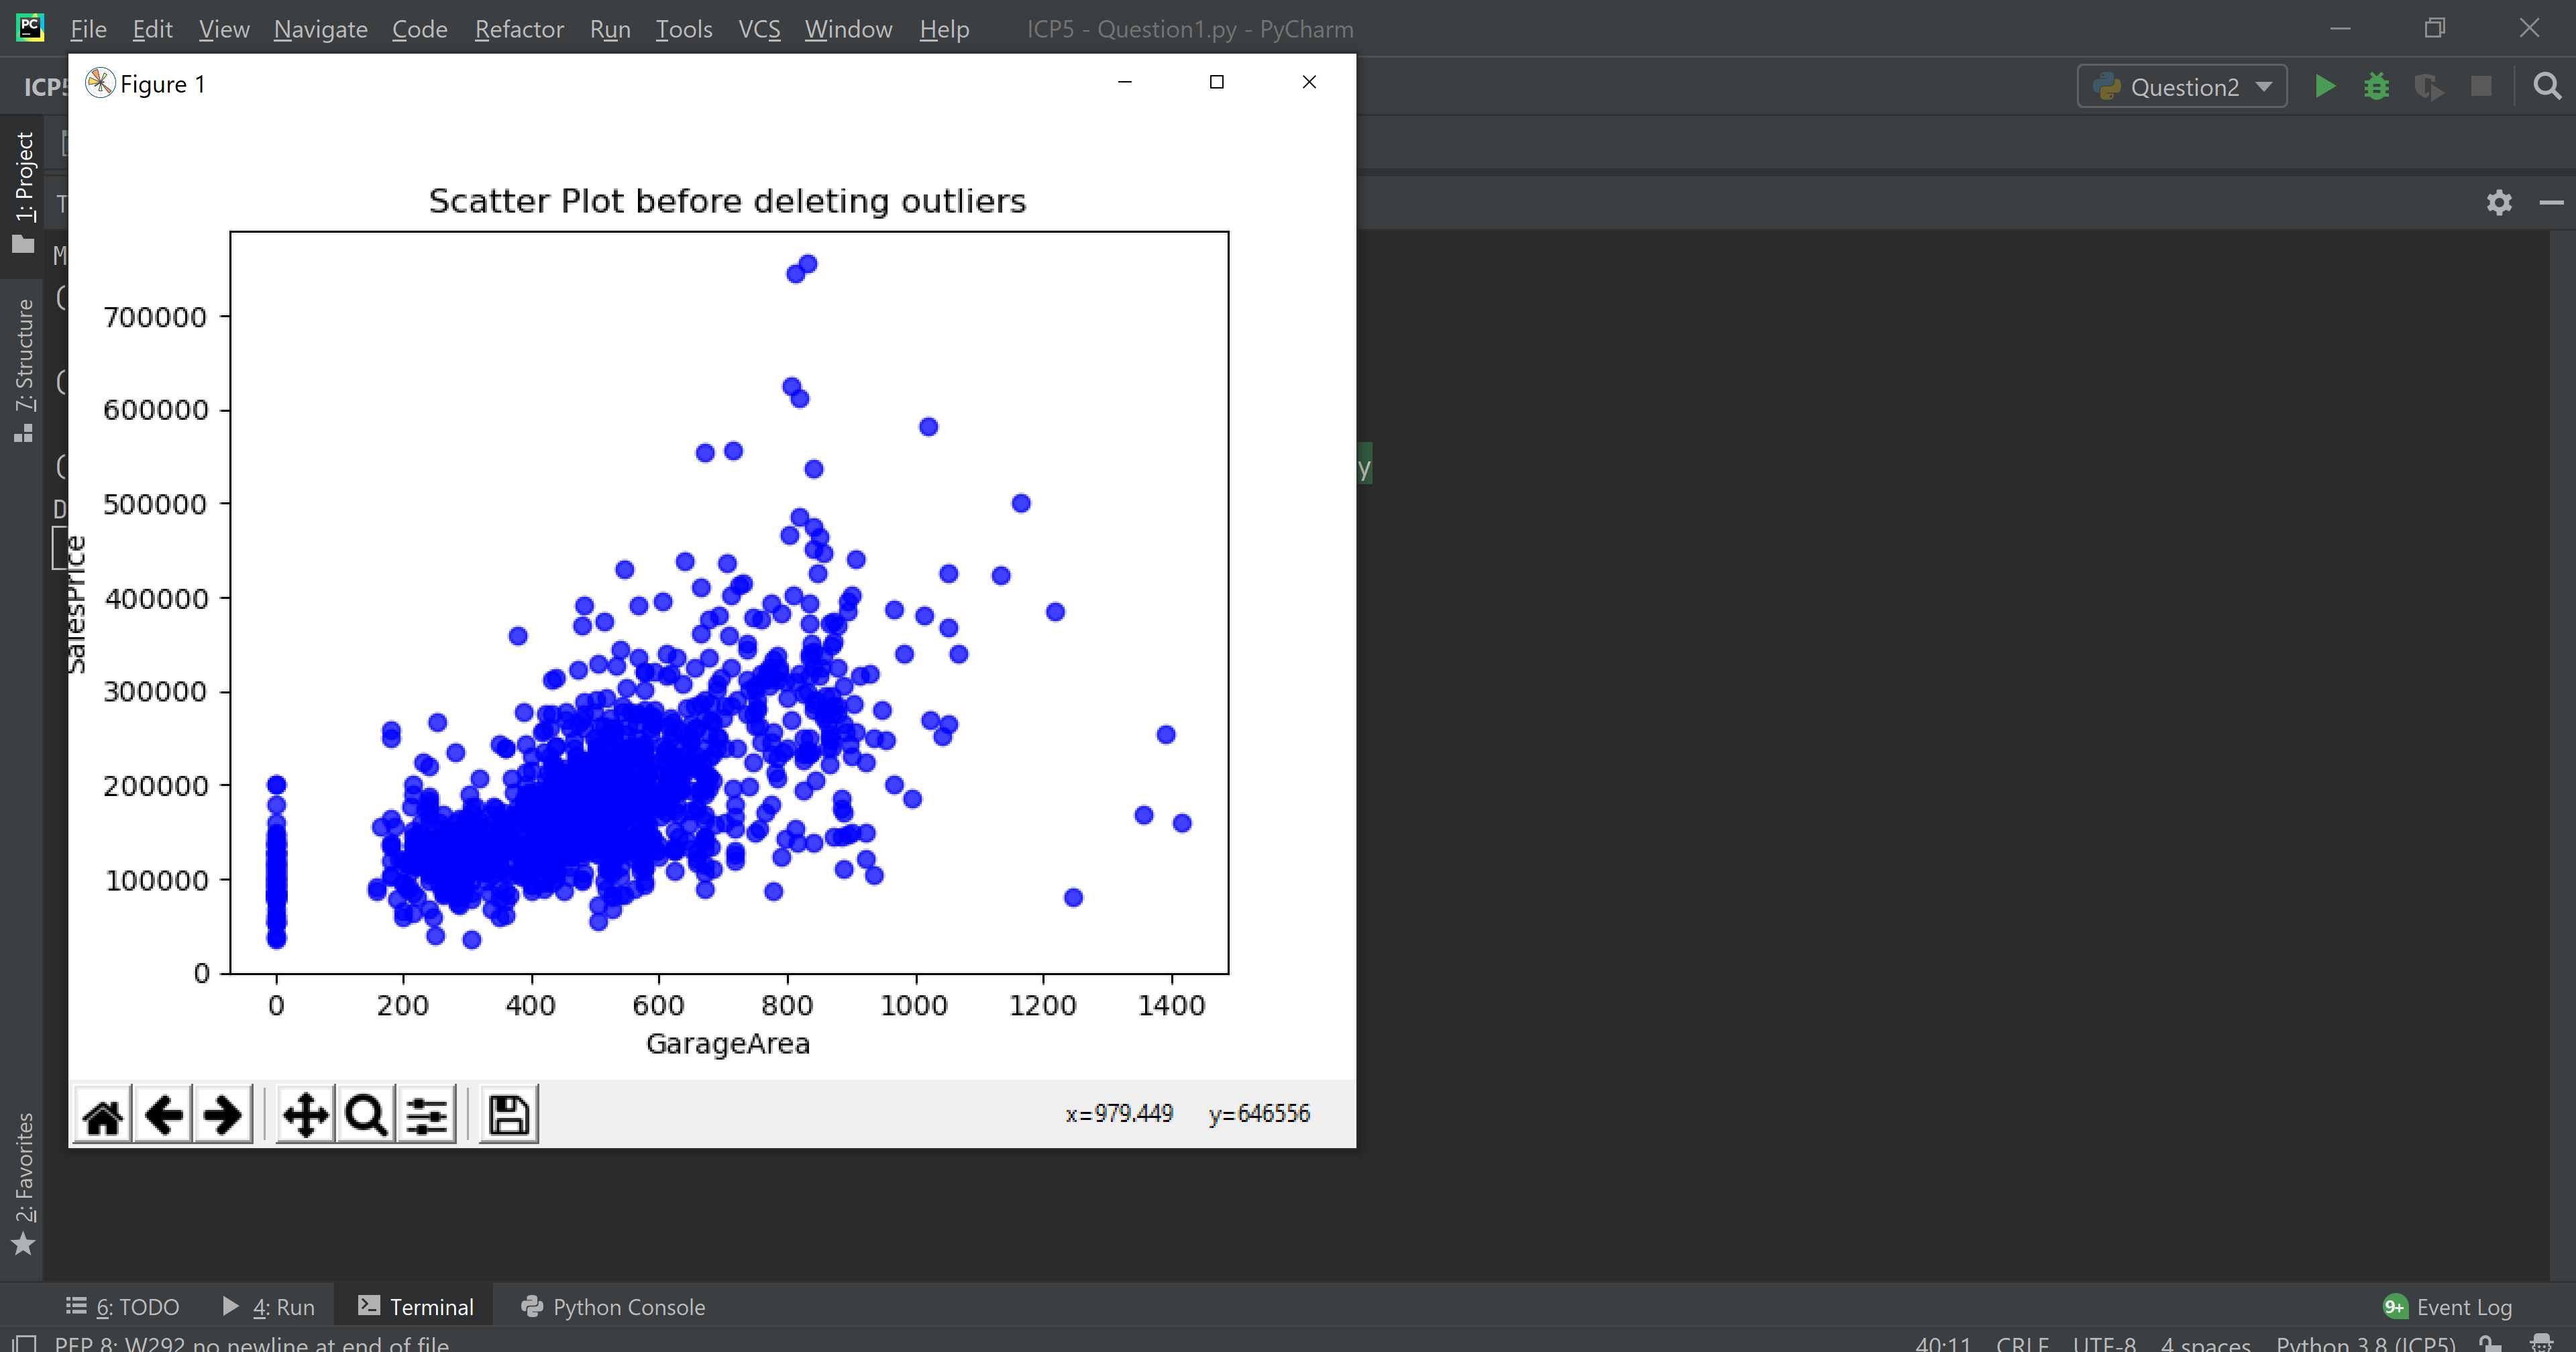 PC
File Edit View Navigate Code Refactor Run Tools VCS Window Help ICP5 - Question1.py - PyCharm
ICP5
Figure 1
Question2
1: Project
7: Structure
2: Favorites
T
M
(
(
(
D
y
Scatter Plot before deleting outliers
700000
600000
500000
400000
300000
200000
100000
0
SalesPrice
0 200 400 600 800 1000 1200 1400
GarageArea
x=979.449 y=646556
6: TODO 4: Run Terminal Python Console 9+ Event Log
PEP 8: W292 no newline at end of file 40:11 CRLF UTF-8 4 spaces Python 3.8 (ICP5)